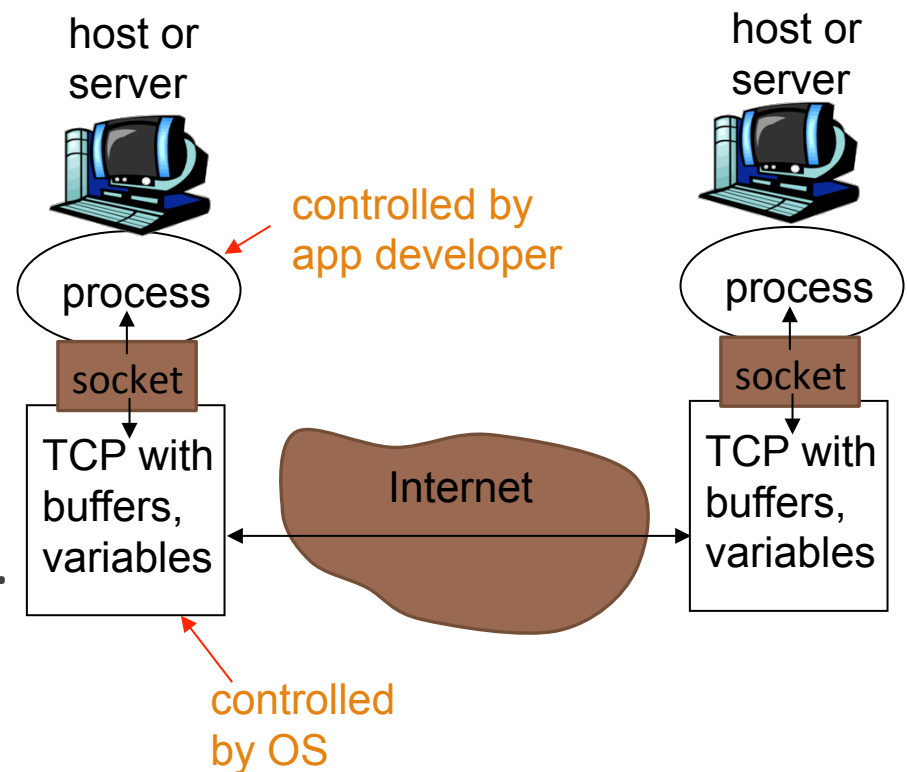 host or
server
host or
server
controlled by
app developer
process
process
socket
socket
TCP with
buffers,
variables
Internet
TCP with
buffers,
variables
controlled
by OS